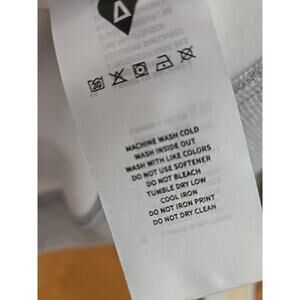 30
MACHINE WASH COLD
WASH INSIDE OUT
WASH WITH LIKE COLORS
DO NOT USE SOFTENER
DO NOT BLEACH
TUMBLE DRY LOW
COOL IRON
DO NOT IRON PRINT
DO NOT DRY CLEAN